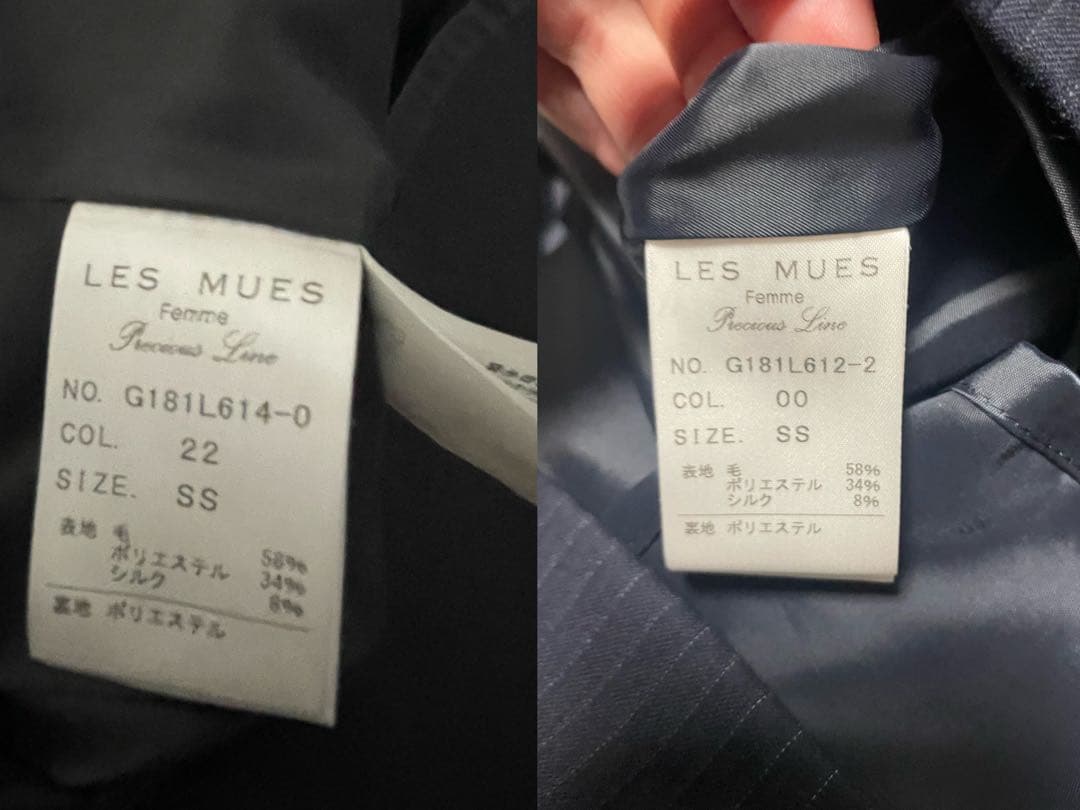 LES MUES
Femme
Precious Line
NO. G181L614-0
COL. 22
SIZE. SS
表地 毛 58%
ポリエステル 34%
シルク 8%
裏地 ポリエステル
LES MUES
Femme
Precious Line
NO. G181L612-2
COL. 00
SIZE. SS
表地 毛 58%
ポリエステル 34%
シルク 8%
裏地 ポリエステル